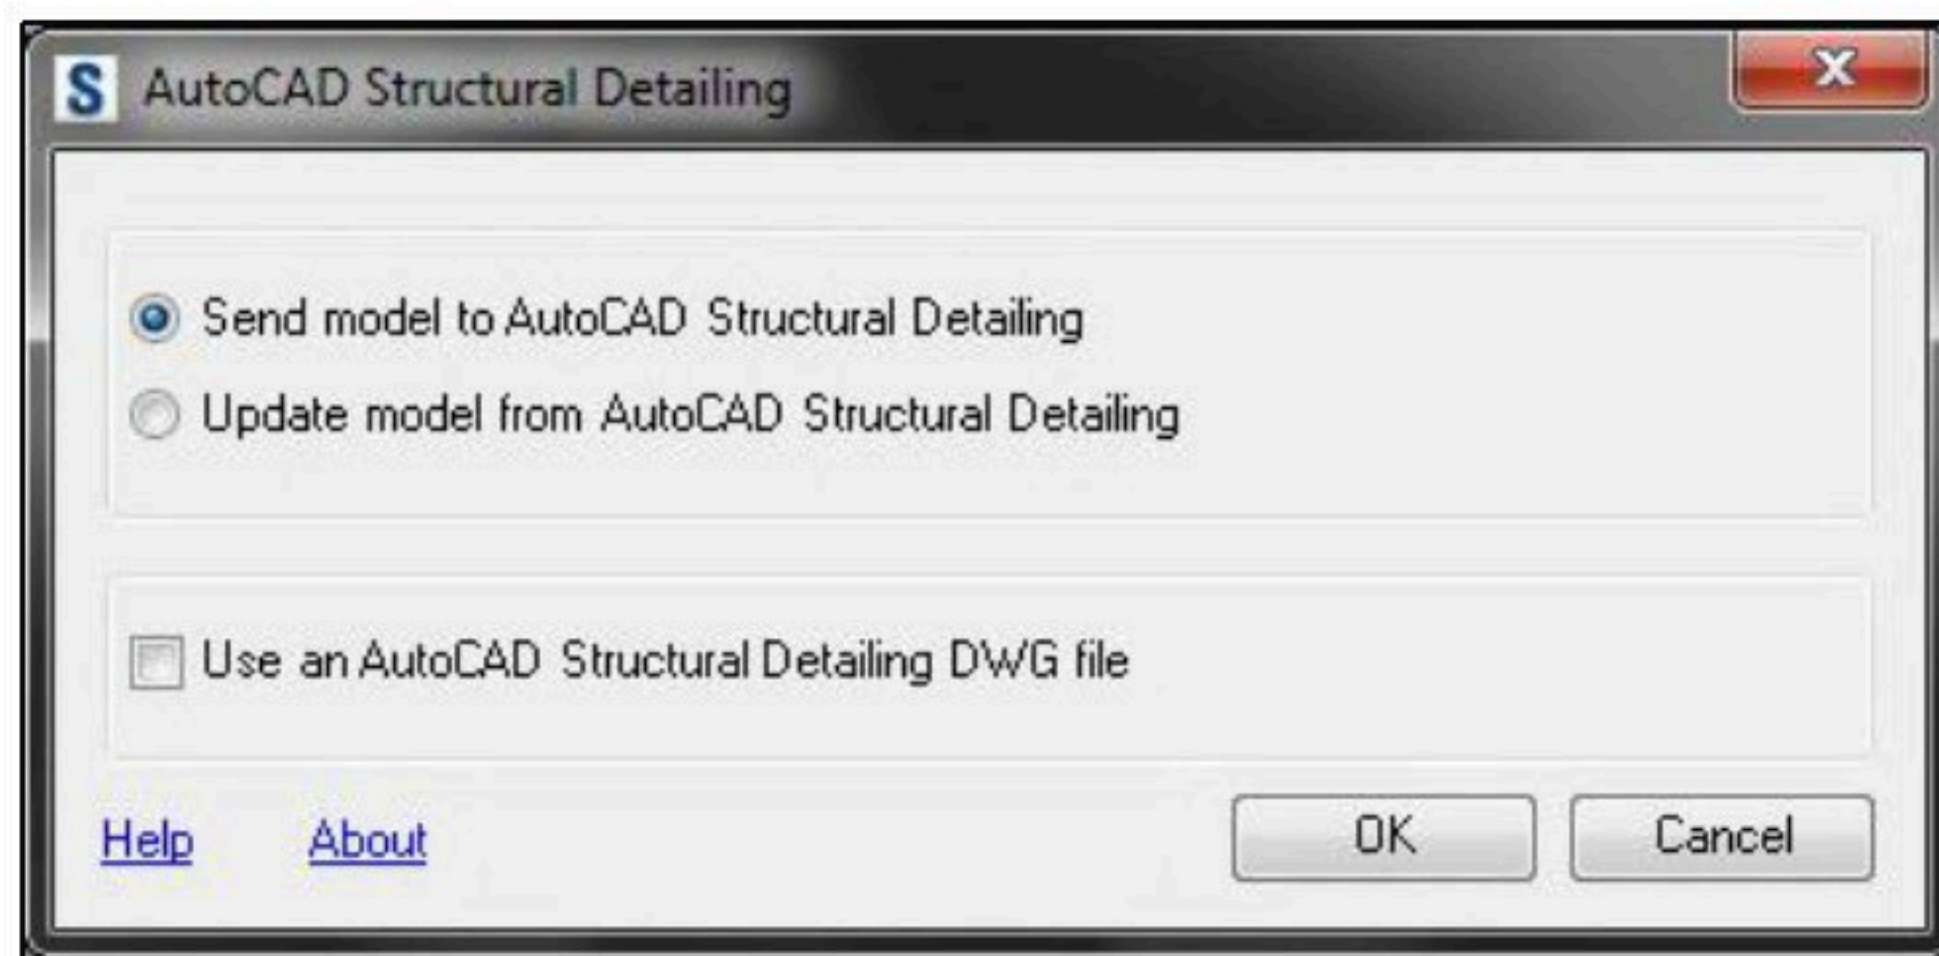 S AutoCAD Structural Detailing
Send model to AutoCAD Structural Detailing
Update model from AutoCAD Structural Detailing
Use an AutoCAD Structural Detailing DWG file
Help About OK Cancel